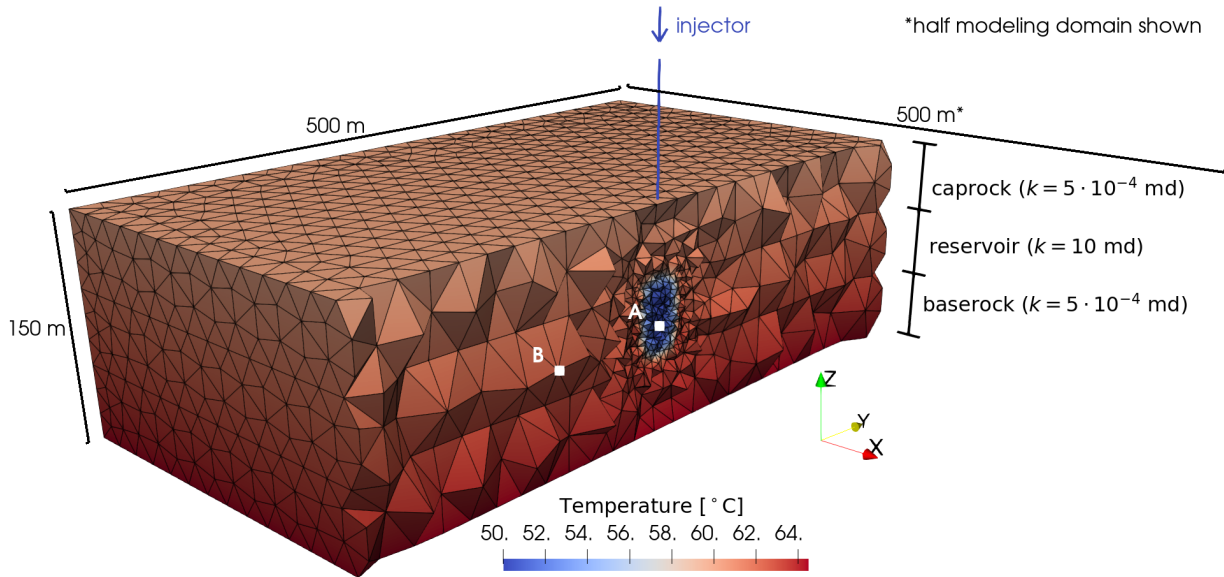 injector
*half modeling domain shown
500 m
500 m*
caprock (k = 5 · 10⁻⁴ md)
reservoir (k = 10 md)
baserock (k = 5 · 10⁻⁴ md)
150 m
A
B
Z
Y
X
Temperature [°C]
50. 52. 54. 56. 58. 60. 62. 64.